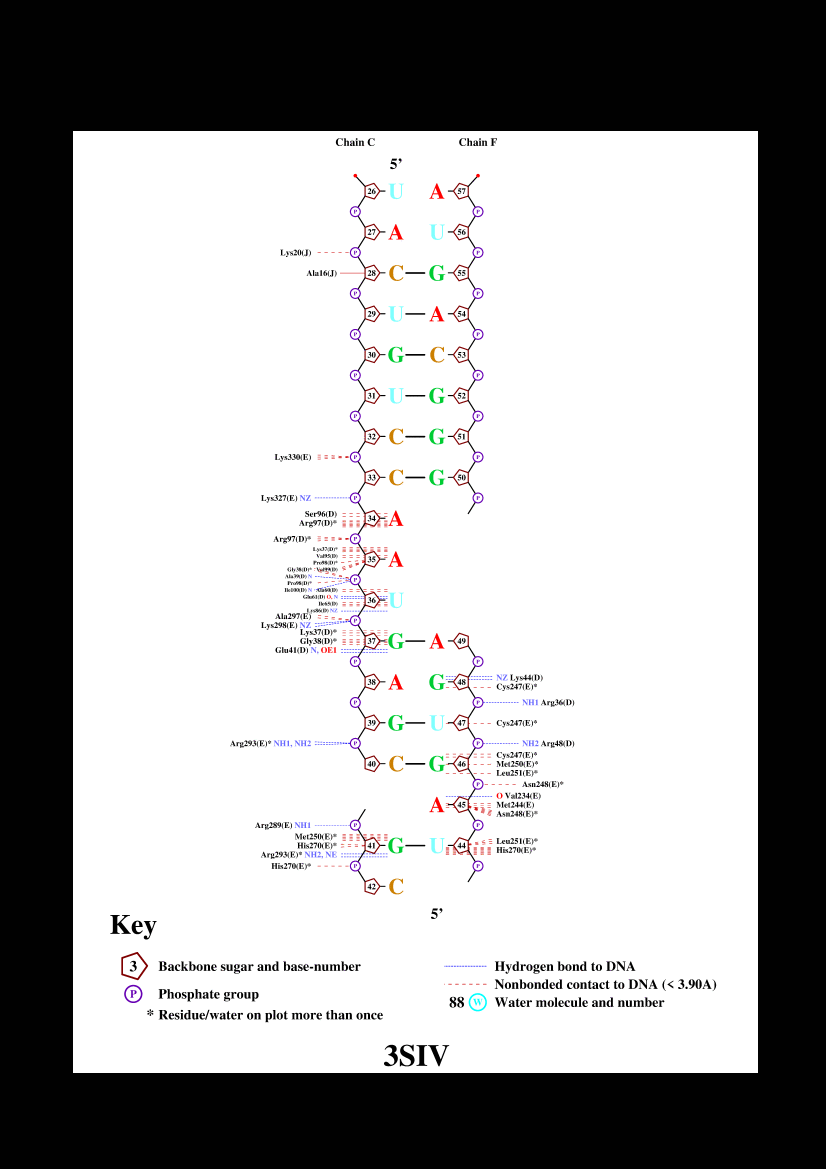 Chain C Chain F
5’
26 U A 57
P P
27 A U 56
Lys20(J) P P
Ala16(J) 28 C G 55
P P
29 U A 54
P P
30 G C 53
P P
31 U G 52
P P
32 C G 51
Lys330(E) P P
33 C G 50
Lys327(E) NZ P P
Ser96(D)
34 A
Arg97(D)*
Arg97(D)* P
Lys37(D)*
Val95(D)
35 A
Pro98(D)*
Gly38(D)* Val99(D)
Ala39(D) N P
Pro98(D)*
Ile100(D) N Ala60(D)
Glu61(D) O, N
36 U
Ile65(D)
Lys86(D) NZ
Ala297(E)
P
Lys298(E) NZ
Lys37(D)*
Gly38(D)* 37 G A 49
Glu41(D) N, OE1
P P
NZ Lys44(D)
38 A G 48
Cys247(E)*
P P NH1 Arg36(D)
39 G U 47 Cys247(E)*
Arg293(E)* NH1, NH2 P P NH2 Arg48(D)
Cys247(E)*
40 C G 46 Met250(E)*
Leu251(E)*
P Asn248(E)*
O Val234(E)
A 45 Met244(E)
Asn248(E)*
Arg289(E) NH1 P P
Met250(E)* Leu251(E)*
His270(E)* 41 G U 44 His270(E)*
Arg293(E)* NH2, NE
His270(E)* P P
42 C
5’
Key
3 Backbone sugar and base-number Hydrogen bond to DNA
Nonbonded contact to DNA (< 3.90A)
P Phosphate group
88 W Water molecule and number
* Residue/water on plot more than once
3SIV